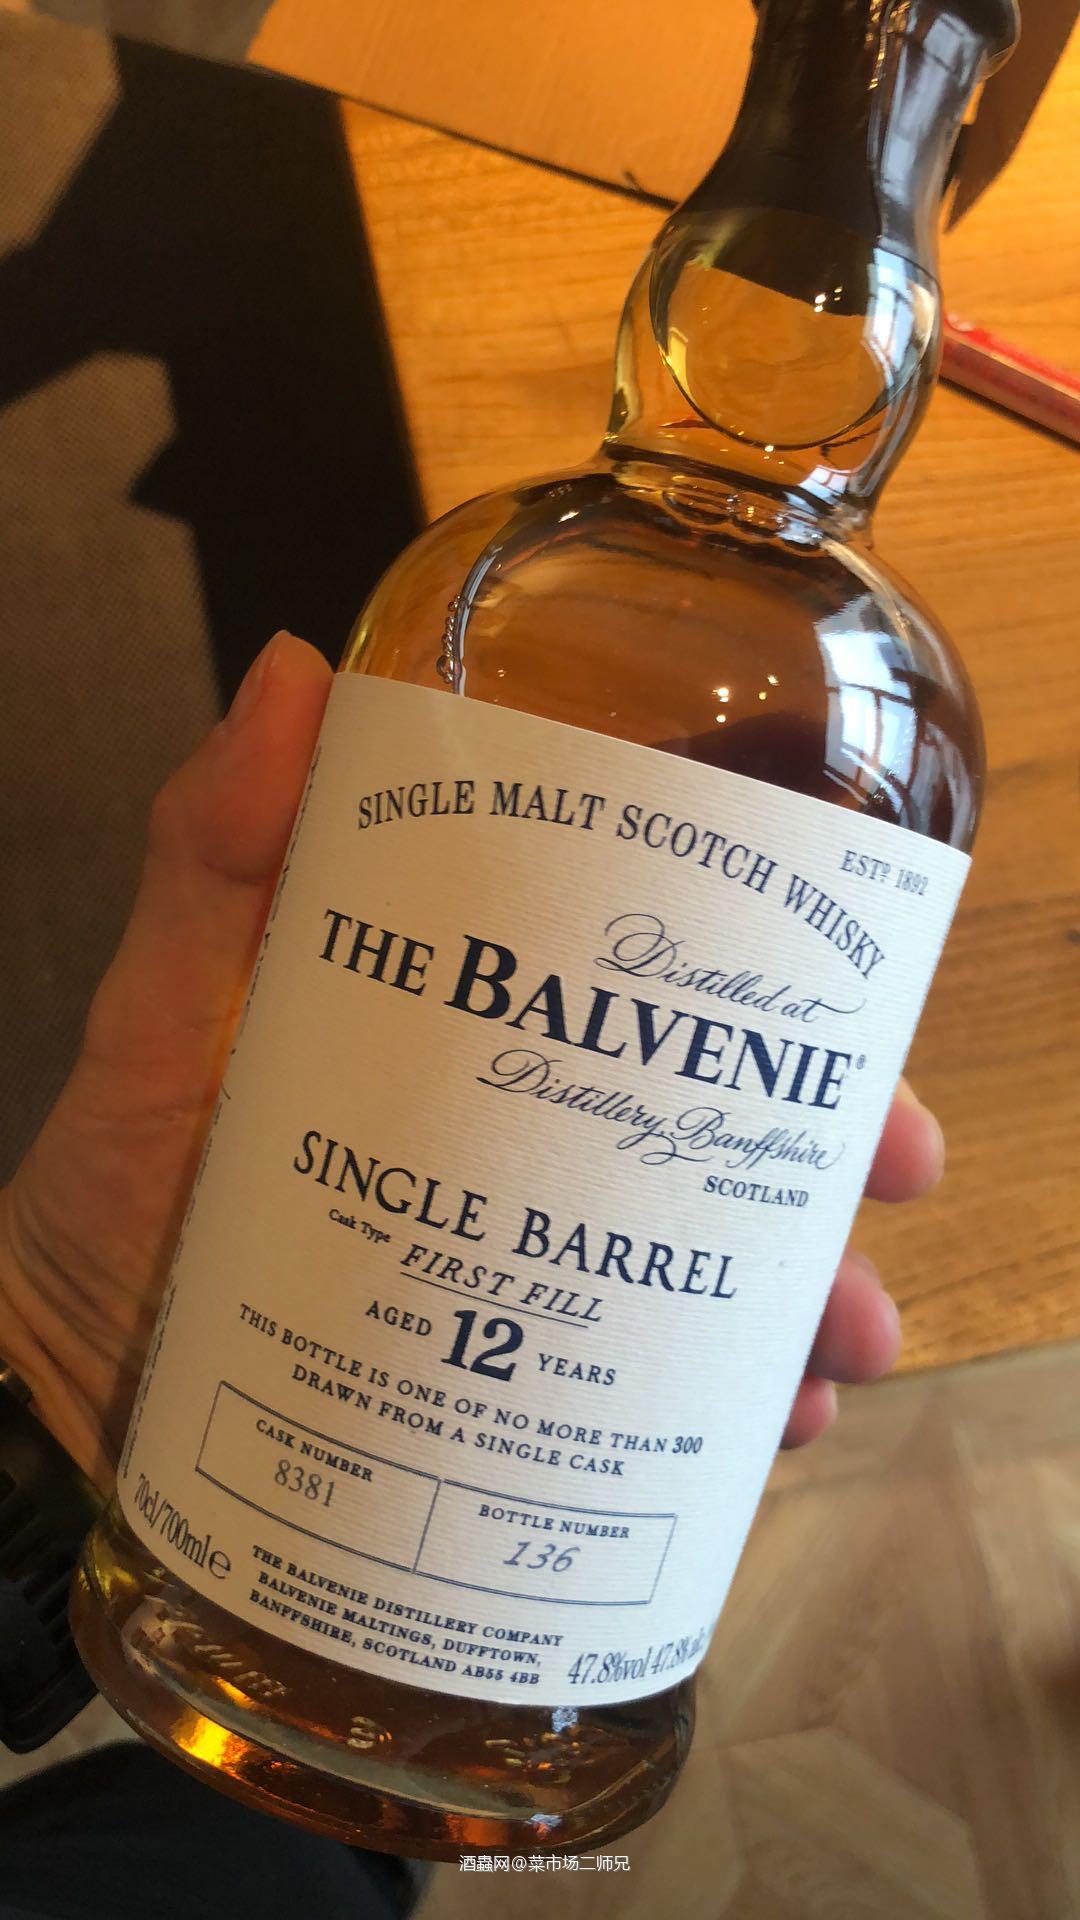 SINGLE MALT SCOTCH WHISKY
ESTD 1892
Distilled at
THE BALVENIE®
Distillery, Banffshire
SCOTLAND
SINGLE BARREL
Cask Type FIRST FILL
AGED 12 YEARS
THIS BOTTLE IS ONE OF NO MORE THAN 300
DRAWN FROM A SINGLE CASK
CASK NUMBER
8381
BOTTLE NUMBER
136
70cl/700ml℮
THE BALVENIE DISTILLERY COMPANY
BALVENIE MALTINGS, DUFFTOWN,
BANFFSHIRE, SCOTLAND AB55 4BB
47.8%vol 47.8%
酒蟲网@菜市场二师兄